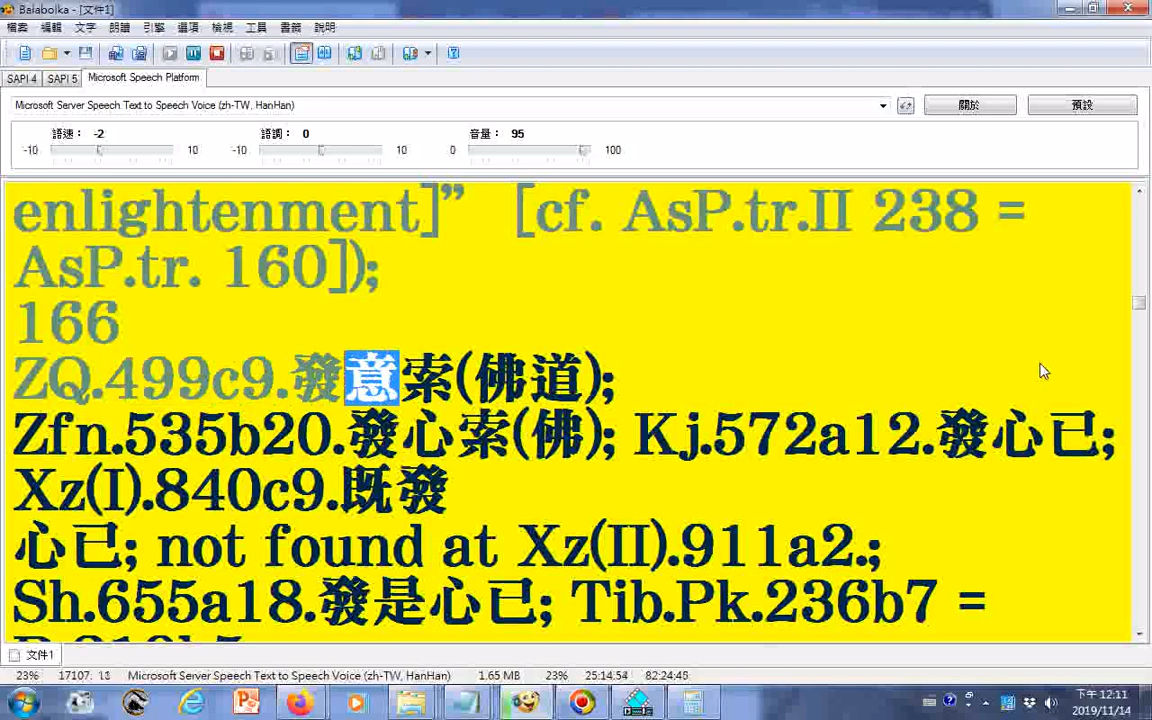 Balabolka - [文件1]
檔案 編輯 文字 朗讀 引擎 選項 檢視 工具 書籤 說明
SAPI 4 SAPI 5 Microsoft Speech Platform
Microsoft Server Speech Text to Speech Voice (zh-TW, HanHan) 關於 預設
語速： -2 語調： 0 音量： 95
-10 10 -10 10 0 100
enlightenment]” [cf. AsP.tr.II 238 =
AsP.tr. 160]);
166
ZQ.499c9.發意索(佛道);
Zfn.535b20.發心索(佛); Kj.572a12.發心已;
Xz(I).840c9.既發
心已; not found at Xz(II).911a2.;
Sh.655a18.發是心已; Tib.Pk.236b7 =
文件1
23% 17107: 13 Microsoft Server Speech Text to Speech Voice (zh-TW, HanHan) 1.65 MB 23% 25:14:54 82:24:45
下午 12:11
2019/11/14